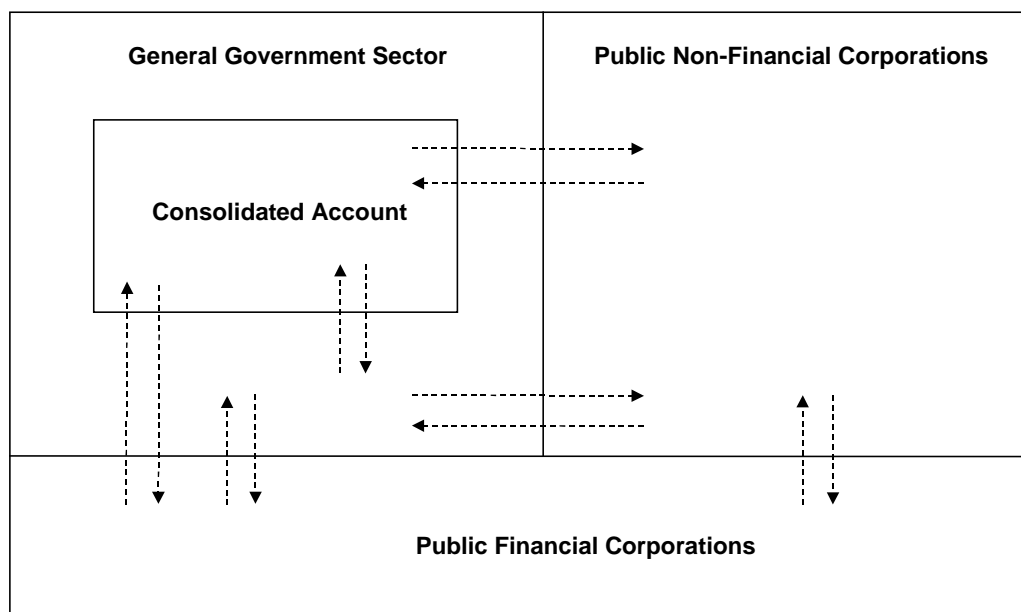 General Government Sector
Public Non-Financial Corporations
Consolidated Account
Public Financial Corporations